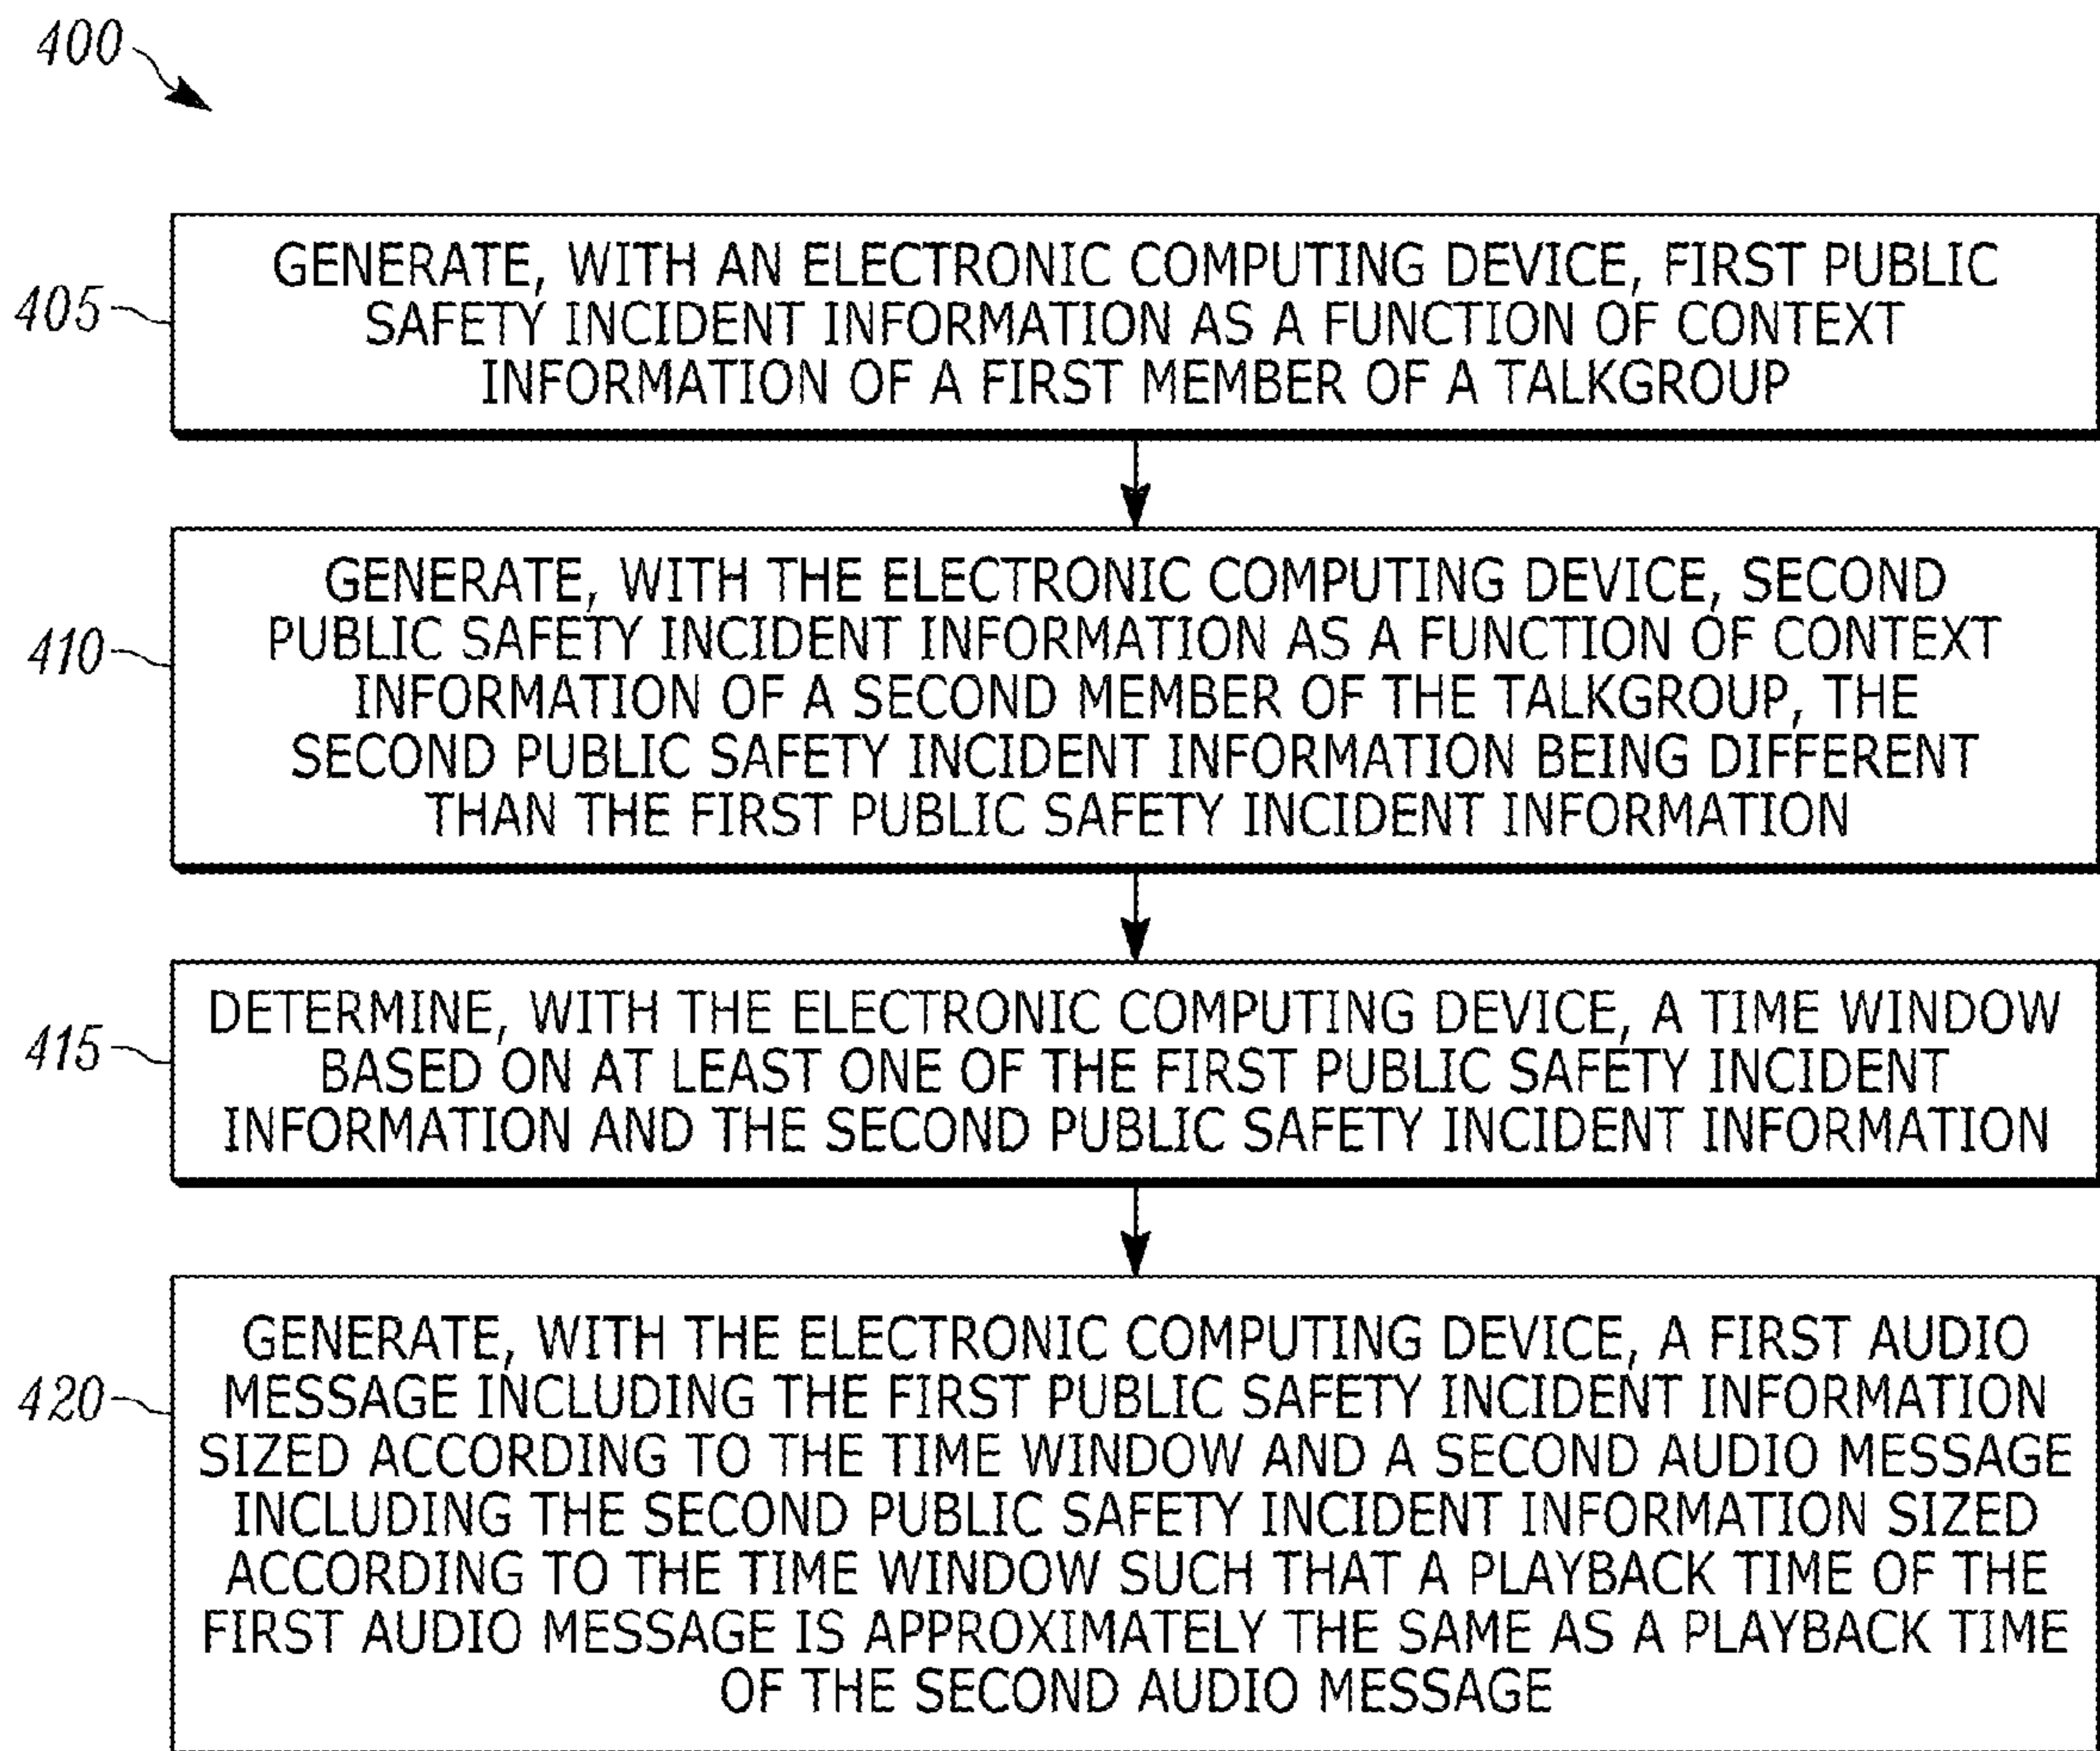 400
405
GENERATE, WITH AN ELECTRONIC COMPUTING DEVICE, FIRST PUBLIC
SAFETY INCIDENT INFORMATION AS A FUNCTION OF CONTEXT
INFORMATION OF A FIRST MEMBER OF A TALKGROUP
410
GENERATE, WITH THE ELECTRONIC COMPUTING DEVICE, SECOND
PUBLIC SAFETY INCIDENT INFORMATION AS A FUNCTION OF CONTEXT
INFORMATION OF A SECOND MEMBER OF THE TALKGROUP, THE
SECOND PUBLIC SAFETY INCIDENT INFORMATION BEING DIFFERENT
THAN THE FIRST PUBLIC SAFETY INCIDENT INFORMATION
415
DETERMINE, WITH THE ELECTRONIC COMPUTING DEVICE, A TIME WINDOW
BASED ON AT LEAST ONE OF THE FIRST PUBLIC SAFETY INCIDENT
INFORMATION AND THE SECOND PUBLIC SAFETY INCIDENT INFORMATION
420
GENERATE, WITH THE ELECTRONIC COMPUTING DEVICE, A FIRST AUDIO
MESSAGE INCLUDING THE FIRST PUBLIC SAFETY INCIDENT INFORMATION
SIZED ACCORDING TO THE TIME WINDOW AND A SECOND AUDIO MESSAGE
INCLUDING THE SECOND PUBLIC SAFETY INCIDENT INFORMATION SIZED
ACCORDING TO THE TIME WINDOW SUCH THAT A PLAYBACK TIME OF THE
FIRST AUDIO MESSAGE IS APPROXIMATELY THE SAME AS A PLAYBACK TIME
OF THE SECOND AUDIO MESSAGE